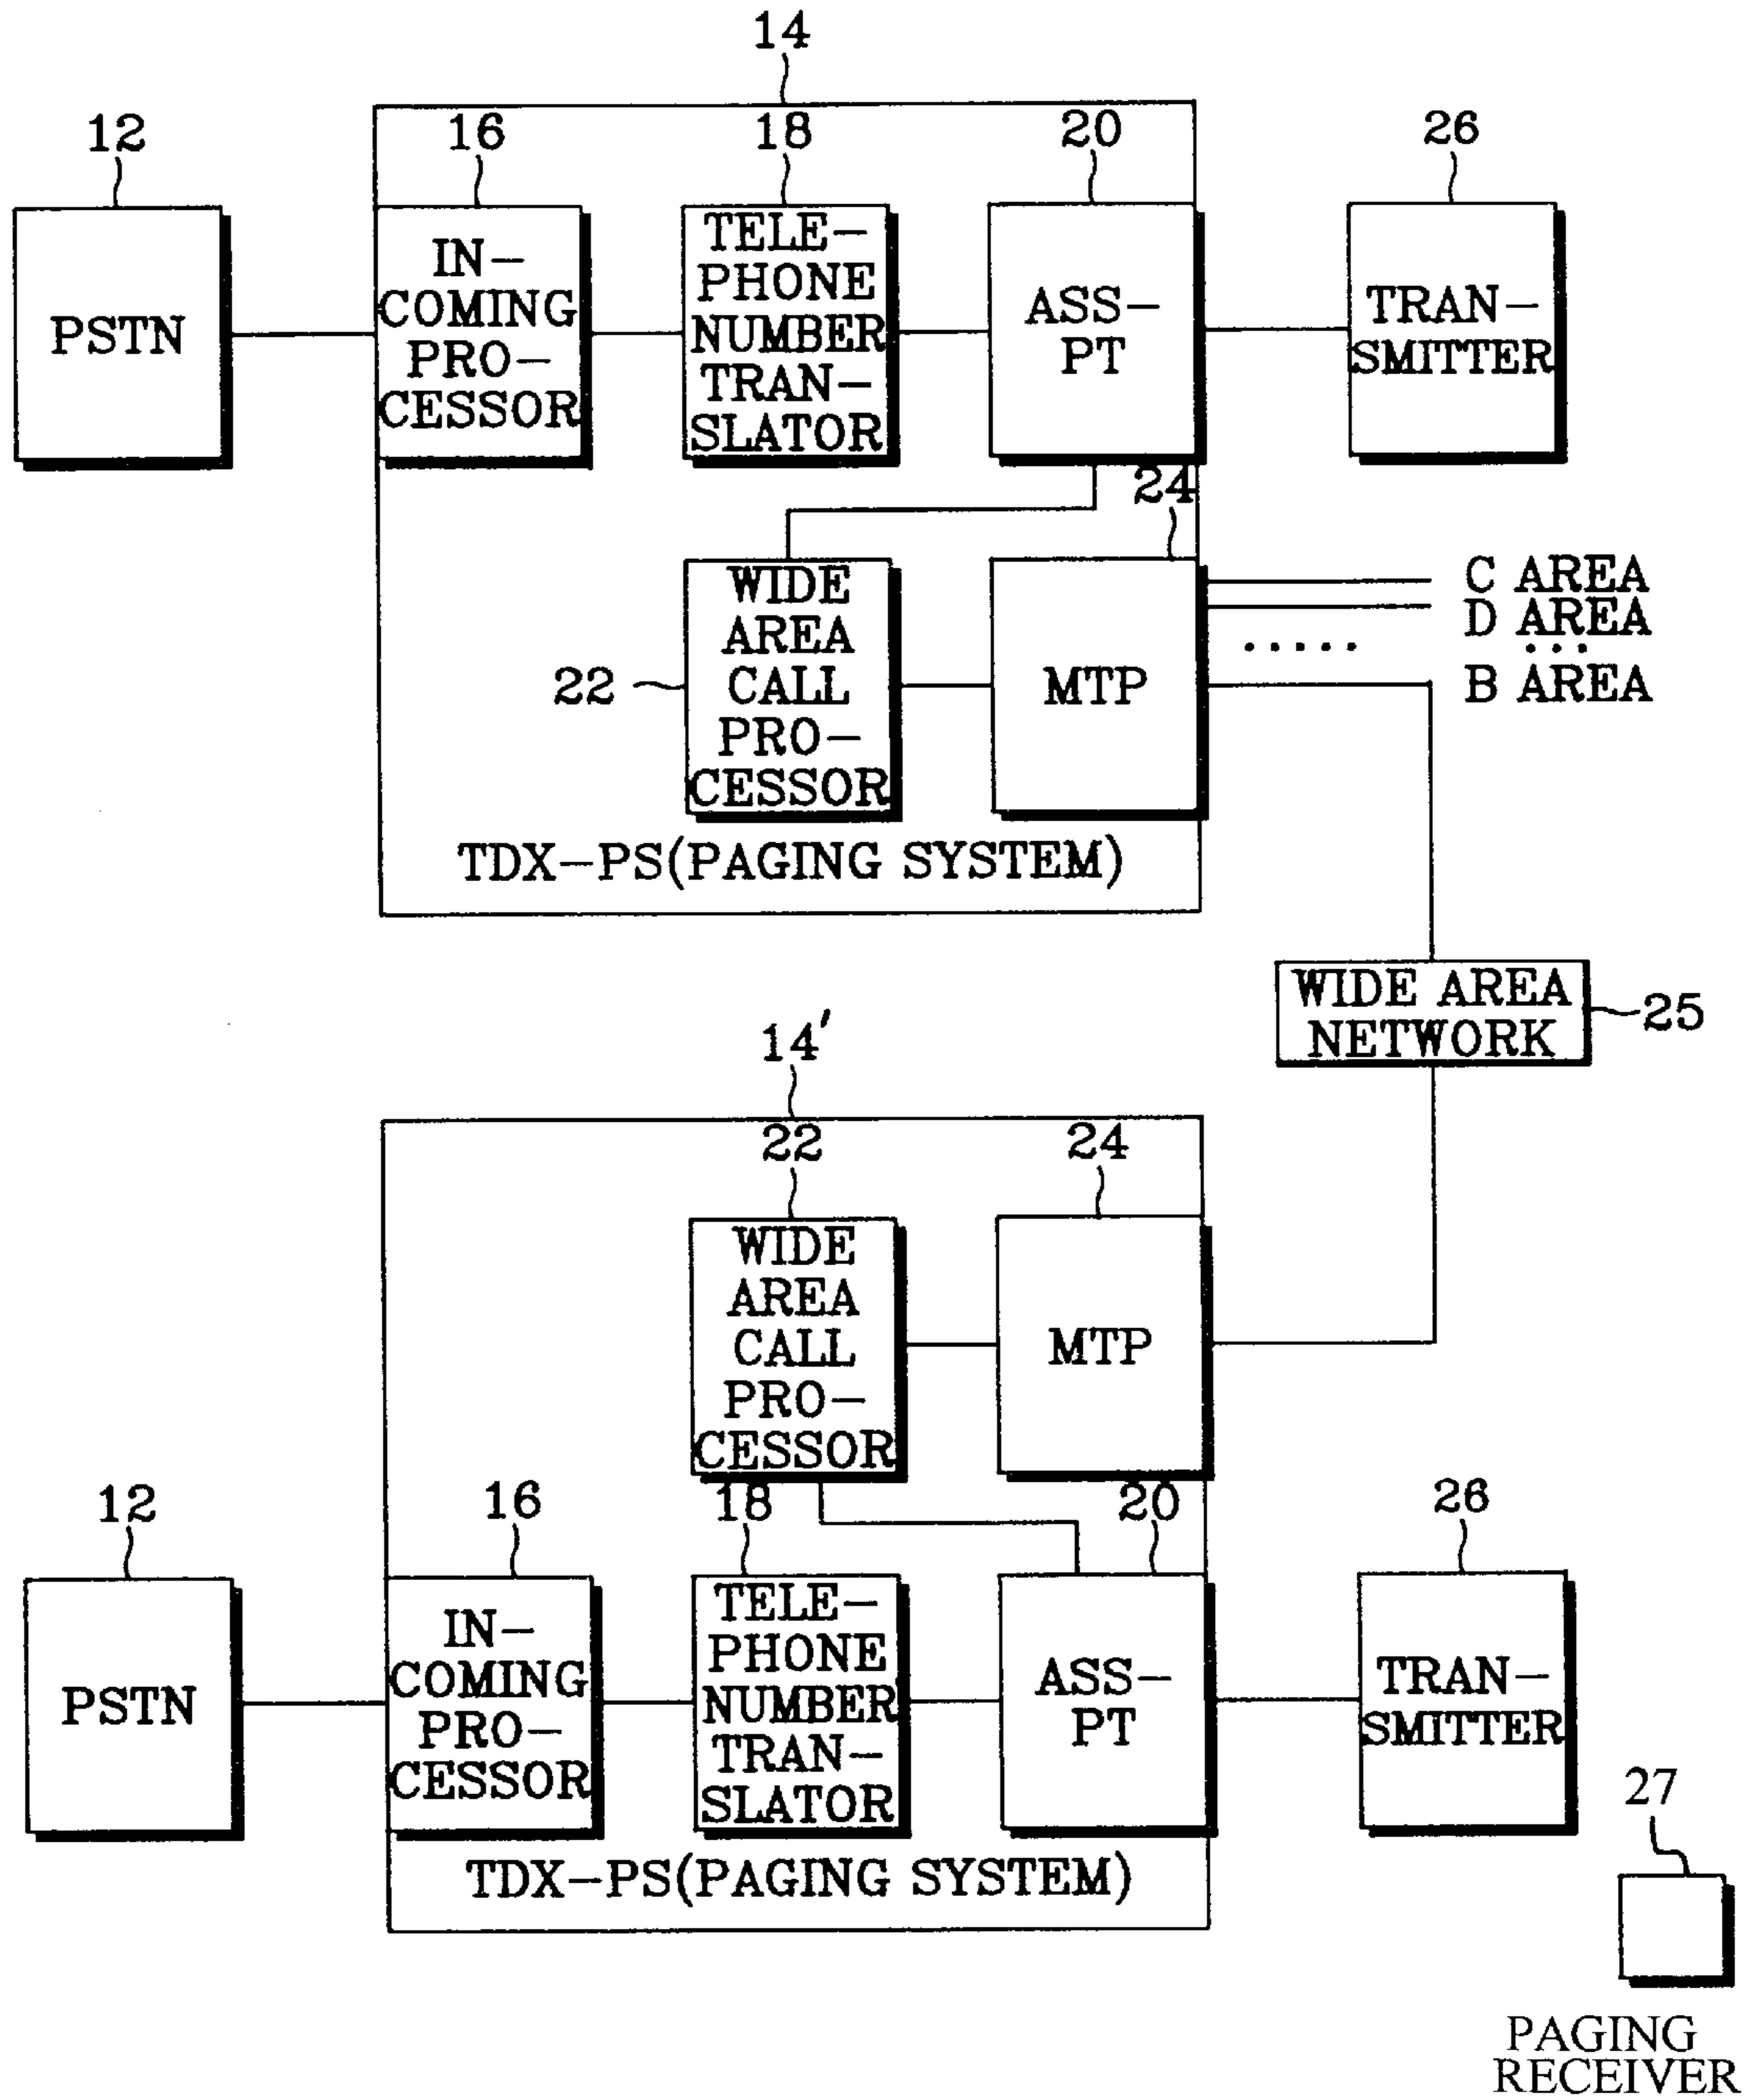 14
12
16
18
20
26
PSTN
IN-
COMING
PRO-
CESSOR
TELE-
PHONE
NUMBER
TRAN-
SLATOR
ASS-
PT
TRAN-
SMITTER
24
22
WIDE
AREA
CALL
PRO-
CESSOR
MTP
C AREA
D AREA
..... ...
B AREA
TDX-PS(PAGING SYSTEM)
WIDE AREA
NETWORK
25
14'
22
24
WIDE
AREA
CALL
PRO-
CESSOR
MTP
12
16
18
20
26
PSTN
IN-
COMING
PRO-
CESSOR
TELE-
PHONE
NUMBER
TRAN-
SLATOR
ASS-
PT
TRAN-
SMITTER
TDX-PS(PAGING SYSTEM)
27
PAGING
RECEIVER